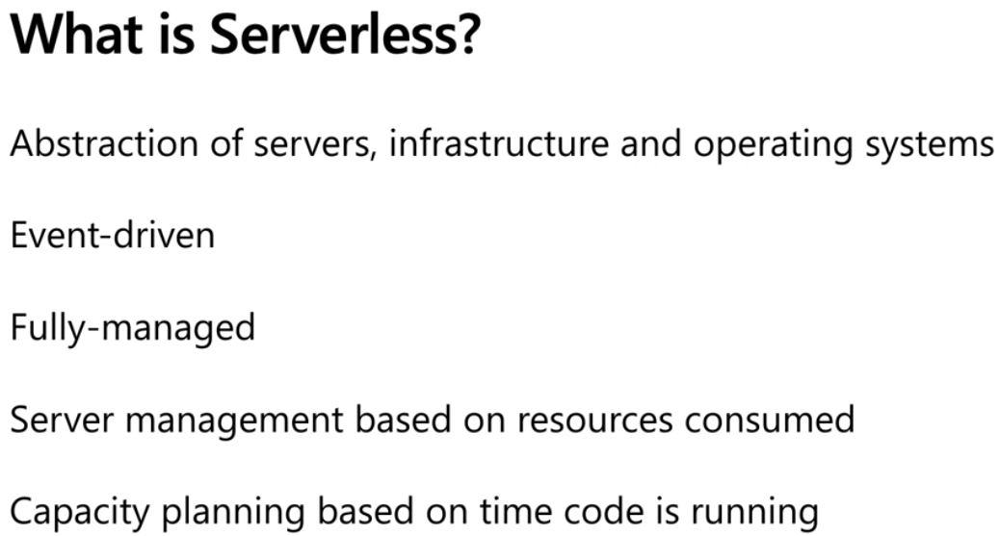 What is Serverless?
Abstraction of servers, infrastructure and operating systems
Event-driven
Fully-managed
Server management based on resources consumed
Capacity planning based on time code is running